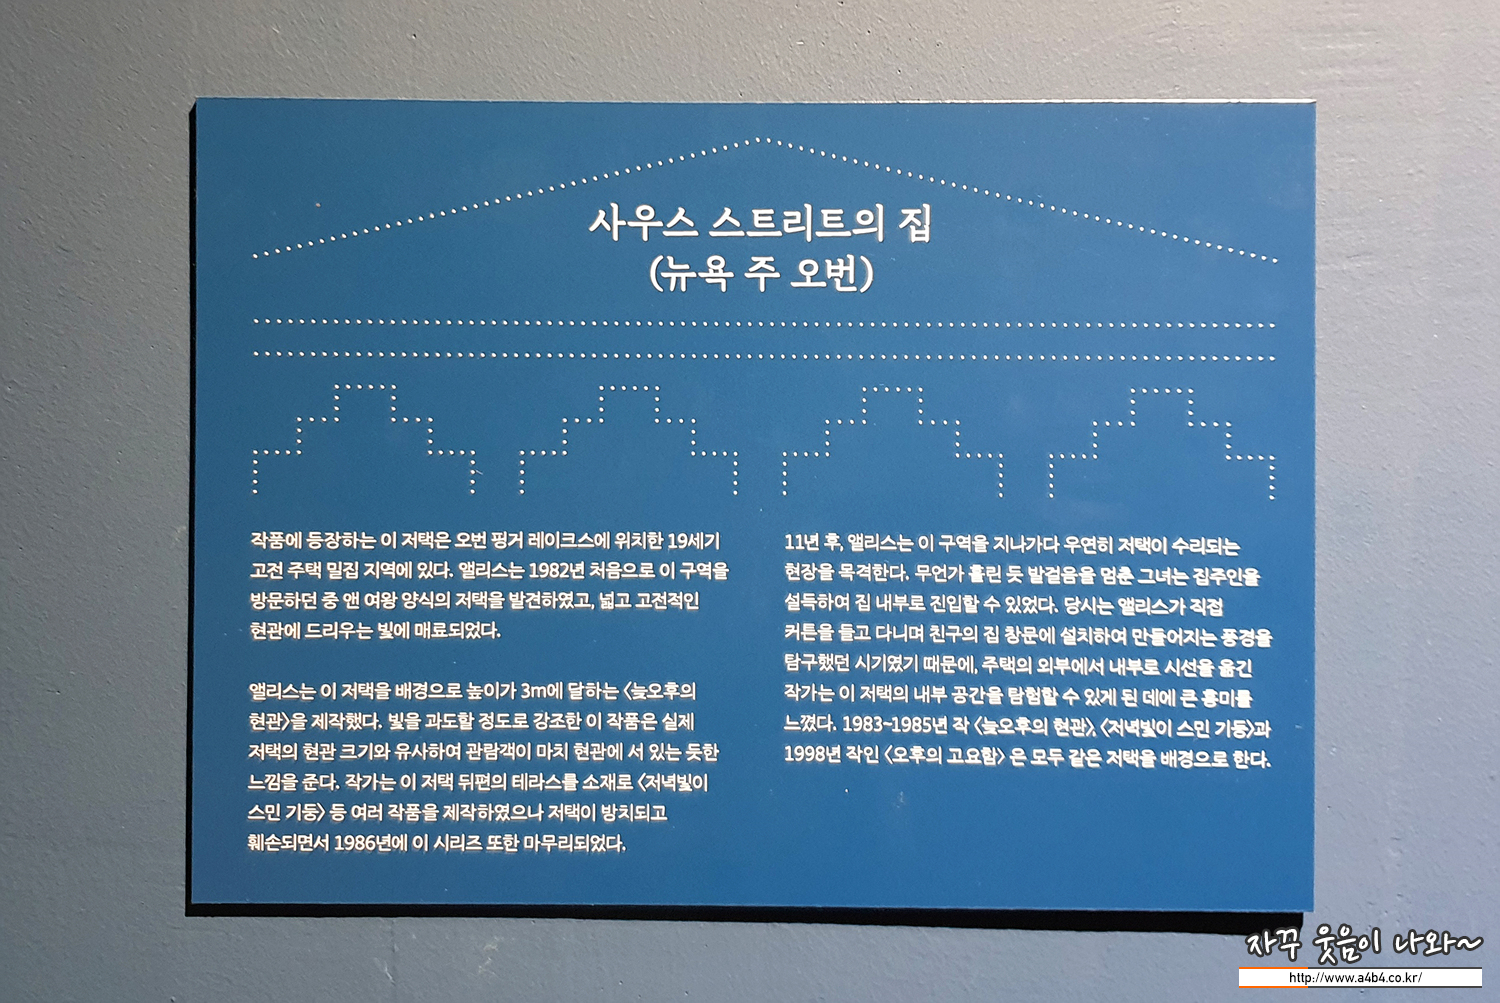 사우스 스트리트의 집
(뉴욕 주 오번)
작품에 등장하는 이 저택은 오번 핑거 레이크스에 위치한 19세기
고전 주택 밀집 지역에 있다. 앨리스는 1982년 처음으로 이 구역을
방문하던 중 앤 여왕 양식의 저택을 발견하였고, 넓고 고전적인
현관에 드리우는 빛에 매료되었다.
앨리스는 이 저택을 배경으로 높이가 3m에 달하는 〈늦오후의
현관〉을 제작했다. 빛을 과도할 정도로 강조한 이 작품은 실제
저택의 현관 크기와 유사하여 관람객이 마치 현관에 서 있는 듯한
느낌을 준다. 작가는 이 저택 뒤편의 테라스를 소재로 〈저녁빛이
스민 기둥〉 등 여러 작품을 제작하였으나 저택이 방치되고
훼손되면서 1986년에 이 시리즈 또한 마무리되었다.
11년 후, 앨리스는 이 구역을 지나가다 우연히 저택이 수리되는
현장을 목격한다. 무언가 홀린 듯 발걸음을 멈춘 그녀는 집주인을
설득하여 집 내부로 진입할 수 있었다. 당시는 앨리스가 직접
커튼을 들고 다니며 친구의 집 창문에 설치하여 만들어지는 풍경을
탐구했던 시기였기 때문에, 주택의 외부에서 내부로 시선을 옮긴
작가는 이 저택의 내부 공간을 탐험할 수 있게 된 데에 큰 흥미를
느꼈다. 1983~1985년 작 〈늦오후의 현관〉, 〈저녁빛이 스민 기둥〉과
1998년 작인 〈오후의 고요함〉 은 모두 같은 저택을 배경으로 한다.
자꾸 웃음이 나와~
http://www.a4b4.co.kr/